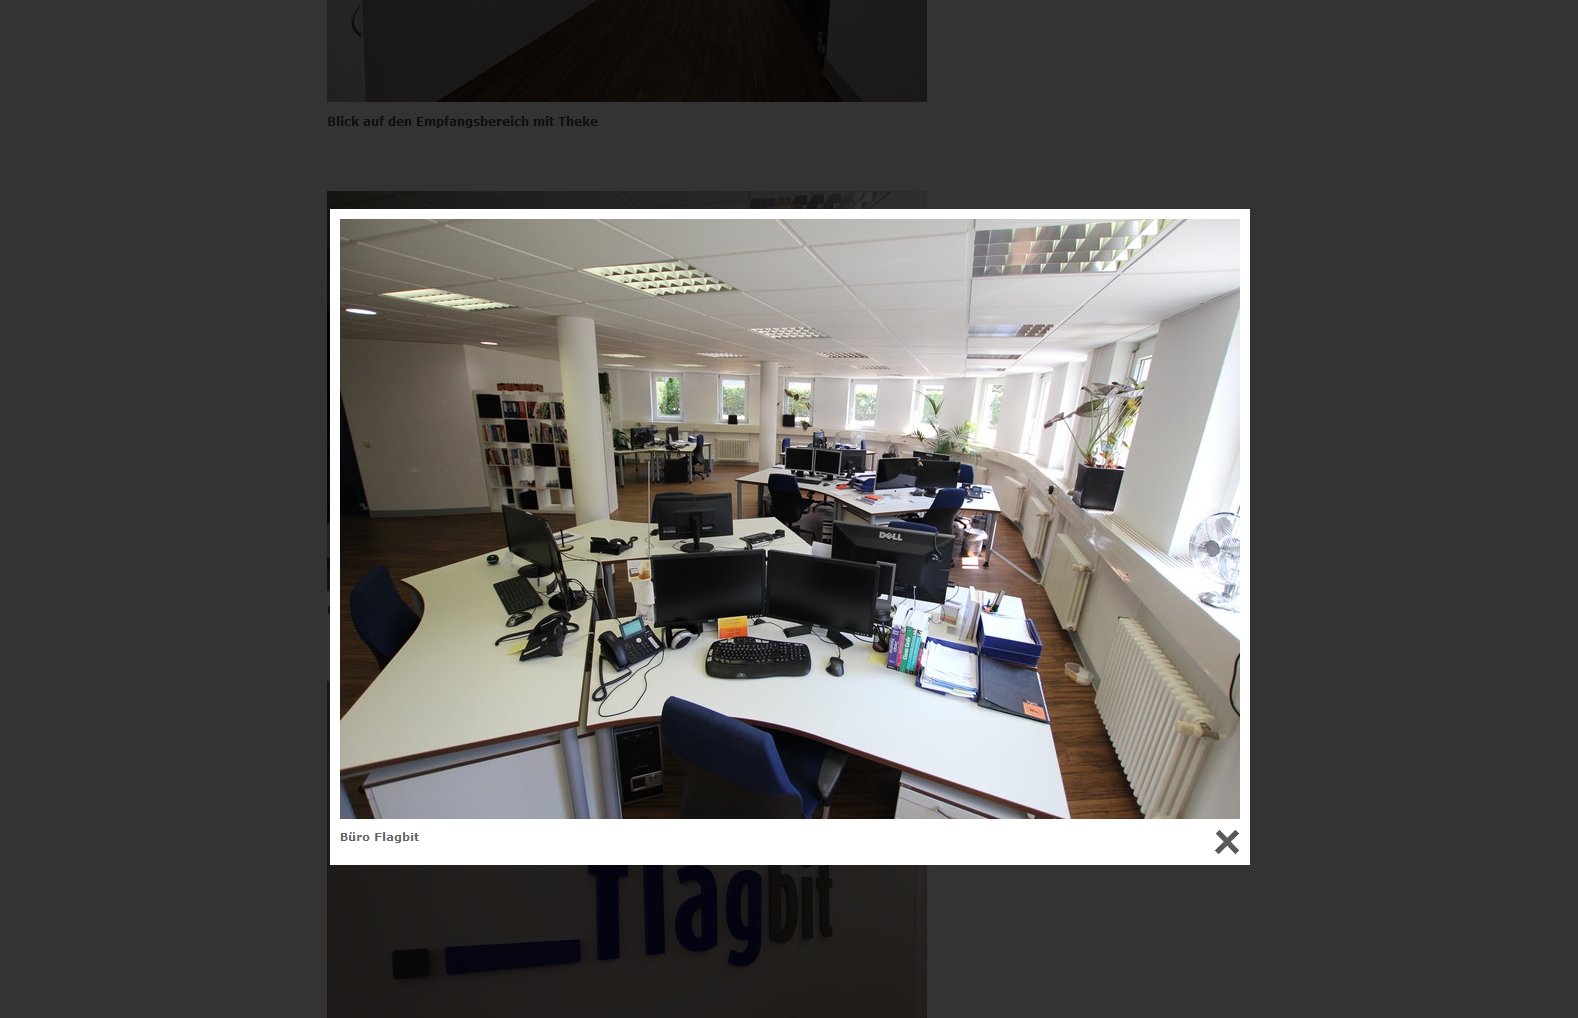 Blick auf den Empfangsbereich mit Theke
DELL
Büro Flagbit
flagbit